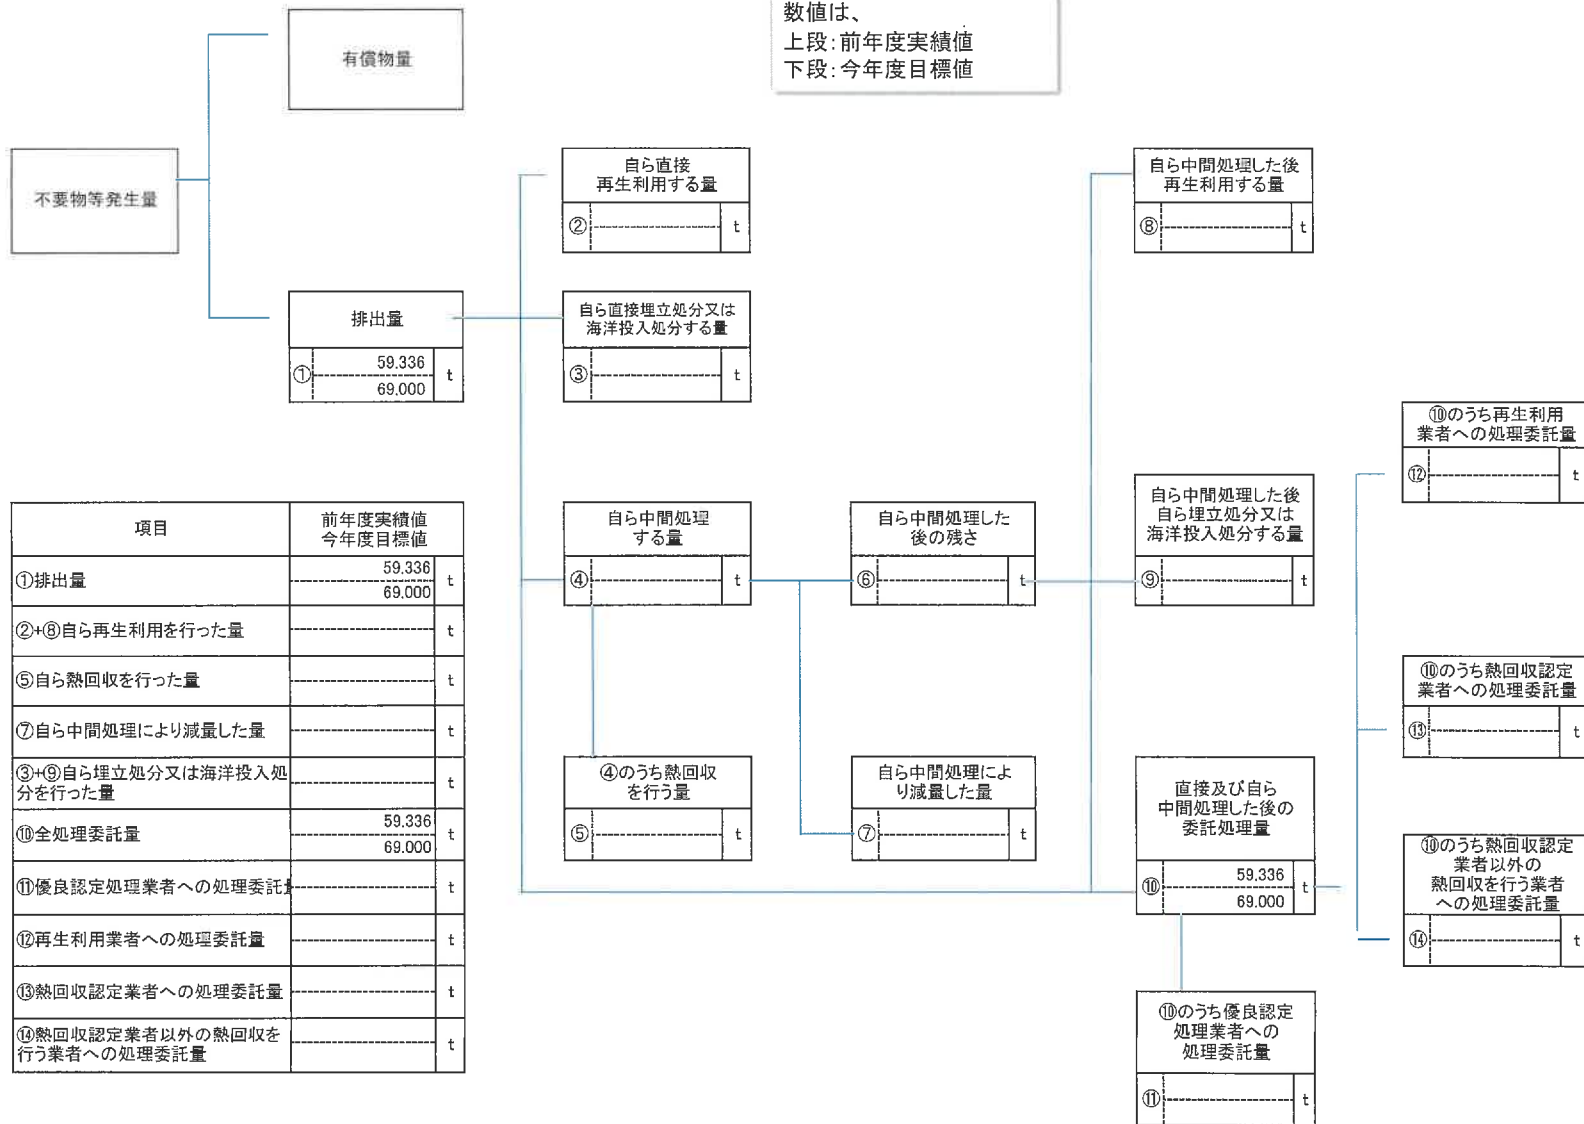 数値は、
上段:前年度実績値
下段:今年度目標値
有償物量
不要物等発生量
排出量
① 59.336 t
69.000
自ら直接
再生利用する量
② t
自ら直接埋立処分又は
海洋投入処分する量
③ t
自ら中間処理
する量
④ t
④のうち熱回収
を行う量
⑤ t
自ら中間処理した
後の残さ
⑥ t
自ら中間処理によ
り減量した量
⑦ t
自ら中間処理した後
再生利用する量
⑧ t
自ら中間処理した後
自ら埋立処分又は
海洋投入処分する量
⑨ t
直接及び自ら
中間処理した後の
委託処理量
⑩ 59.336 t
69.000
⑩のうち優良認定
処理業者への
処理委託量
⑪ t
⑩のうち再生利用
業者への処理委託量
⑫ t
⑩のうち熱回収認定
業者への処理委託量
⑬ t
⑩のうち熱回収認定
業者以外の
熱回収を行う業者
への処理委託量
⑭ t
項目 前年度実績値
今年度目標値
①排出量 59.336 t
69.000
②+⑧自ら再生利用を行った量 t
⑤自ら熱回収を行った量 t
⑦自ら中間処理により減量した量 t
③+⑨自ら埋立処分又は海洋投入処
分を行った量 t
⑩全処理委託量 59.336 t
69.000
⑪優良認定処理業者への処理委託 t
⑫再生利用業者への処理委託量 t
⑬熱回収認定業者への処理委託量 t
⑭熱回収認定業者以外の熱回収を
行う業者への処理委託量 t